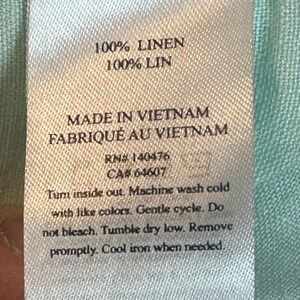 100% LINEN
100% LIN
MADE IN VIETNAM
FABRIQUÉ AU VIETNAM
RN# 140476
CA# 64607
Turn inside out. Machine wash cold
with like colors. Gentle cycle. Do
not bleach. Tumble dry low. Remove
promptly. Cool iron when needed.